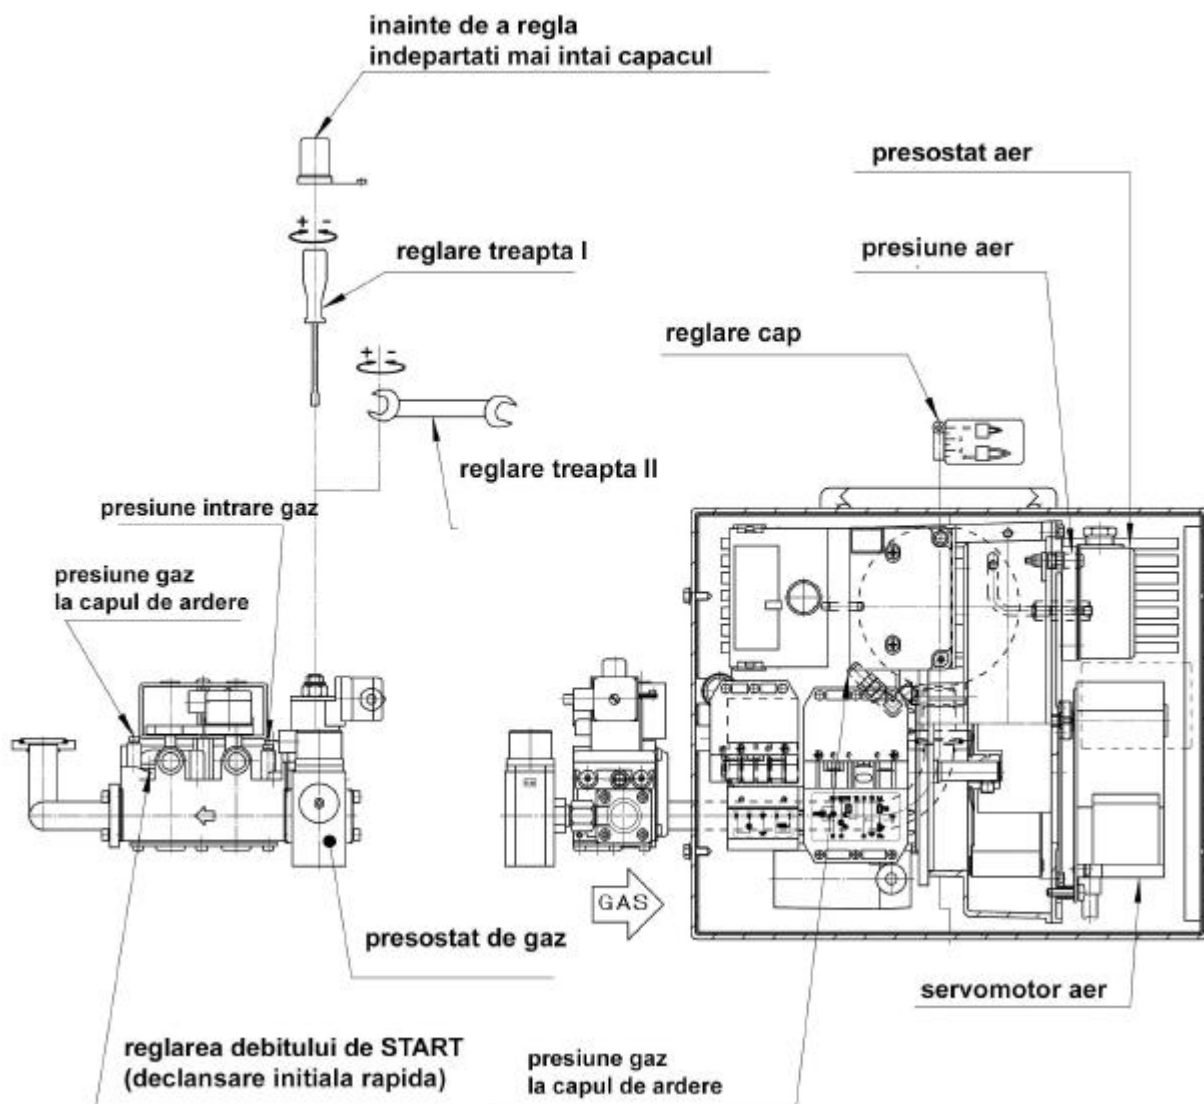 inainte de a regla
indepartati mai intai capacul
presostat aer
+ -
reglare treapta I
presiune aer
reglare cap
+ -
reglare treapta II
presiune intrare gaz
presiune gaz
la capul de ardere
GAS
presostat de gaz
servomotor aer
reglarea debitului de START
(declansare initiala rapida)
presiune gaz
la capul de ardere